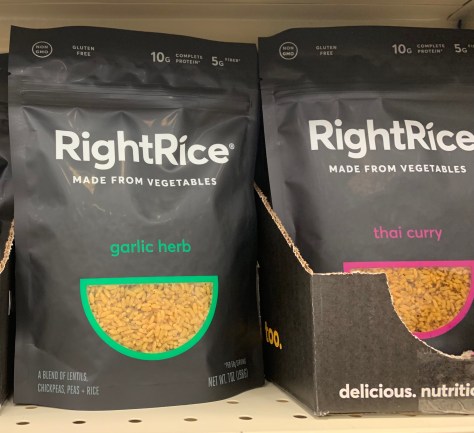 NON
GMO
GLUTEN
FREE
10G COMPLETE
PROTEIN*
5G FIBER*
RightRice®
MADE FROM VEGETABLES
garlic herb
A BLEND OF LENTILS,
CHICKPEAS, PEAS + RICE
NET WT. 7OZ (198G)
NON
GMO
GLUTEN
FREE
10G COMPLETE
PROTEIN*
5G
RightRice
MADE FROM VEGETABLES
thai curry
too.
delicious. nutritio